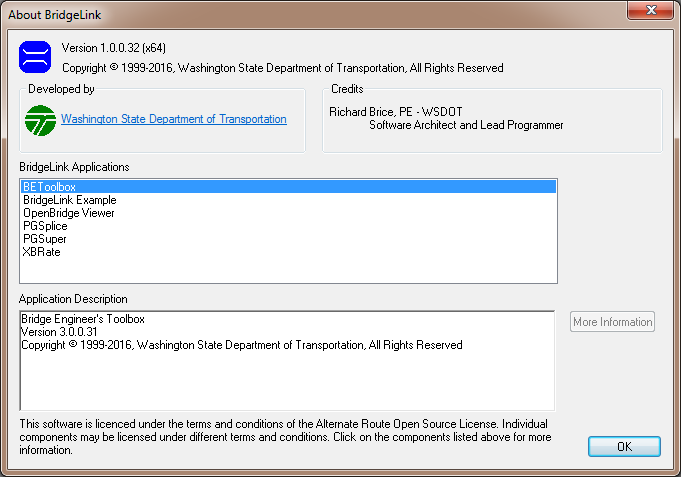 About BridgeLink
Version 1.0.0.32 (x64)
Copyright © 1999-2016, Washington State Department of Transportation, All Rights Reserved
Developed by
Washington State Department of Transportation
Credits
Richard Brice, PE - WSDOT
Software Architect and Lead Programmer
BridgeLink Applications
BEToolbox
BridgeLink Example
OpenBridge Viewer
PGSplice
PGSuper
XBRate
Application Description
Bridge Engineer's Toolbox
Version 3.0.0.31
Copyright © 1999-2016, Washington State Department of Transportation, All Rights Reserved
More Information
This software is licenced under the terms and conditions of the Alternate Route Open Source License. Individual
components may be licensed under different terms and conditions. Click on the components listed above for more
information.
OK